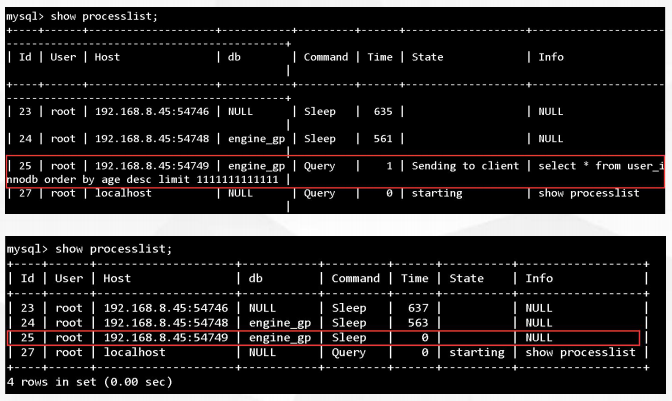 mysql> show processlist;
+----+------+--------------------+-----------+---------+------+-------------------+------------------
---------------------------------------+
| Id | User | Host | db | Command | Time | State | Info
|
+----+------+--------------------+-----------+---------+------+-------------------+------------------
---------------------------------------+
| 23 | root | 192.168.8.45:54746 | NULL | Sleep | 635 | | NULL
|
| 24 | root | 192.168.8.45:54748 | engine_gp | Sleep | 561 | | NULL
|
| 25 | root | 192.168.8.45:54749 | engine_gp | Query | 1 | Sending to client | select * from user_i
nnodb order by age desc limit 1111111111111 |
| 27 | root | localhost | NULL | Query | 0 | starting | show processlist
|
mysql> show processlist;
+----+------+--------------------+-----------+---------+------+----------+------------------+
| Id | User | Host | db | Command | Time | State | Info |
+----+------+--------------------+-----------+---------+------+----------+------------------+
| 23 | root | 192.168.8.45:54746 | NULL | Sleep | 637 | | NULL |
| 24 | root | 192.168.8.45:54748 | engine_gp | Sleep | 563 | | NULL |
| 25 | root | 192.168.8.45:54749 | engine_gp | Sleep | 0 | | NULL |
| 27 | root | localhost | NULL | Query | 0 | starting | show processlist |
+----+------+--------------------+-----------+---------+------+----------+------------------+
4 rows in set (0.00 sec)